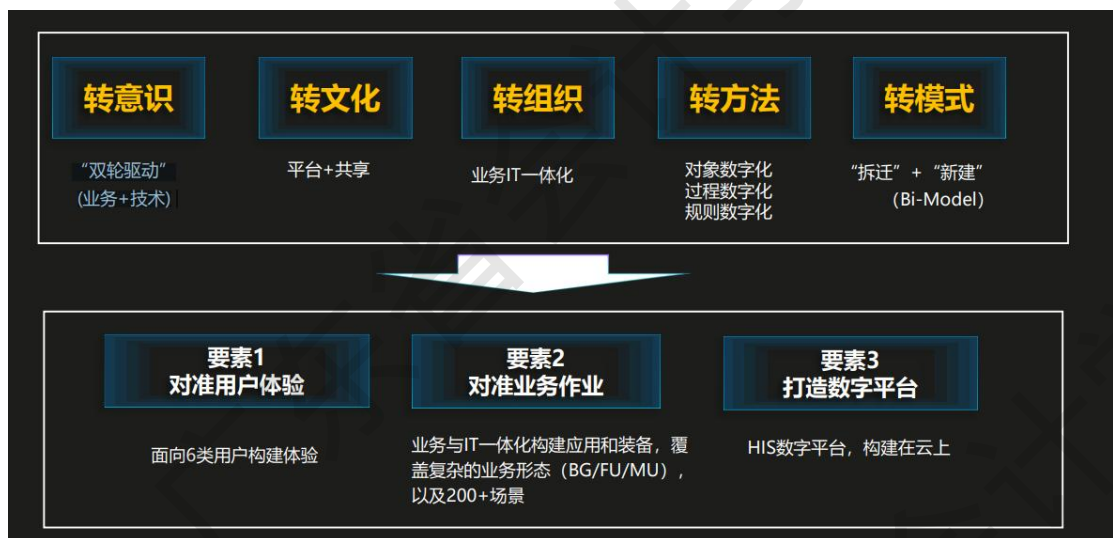 转意识
转文化
转组织
转方法
转模式
“双轮驱动”
(业务+技术)
平台+共享
业务IT一体化
对象数字化
过程数字化
规则数字化
“拆迁” + “新建”
(Bi-Model)
要素1
对准用户体验
要素2
对准业务作业
要素3
打造数字平台
面向6类用户构建体验
业务与IT一体化构建应用和装备，覆
盖复杂的业务形态（BG/FU/MU），
以及200+场景
HIS数字平台，构建在云上